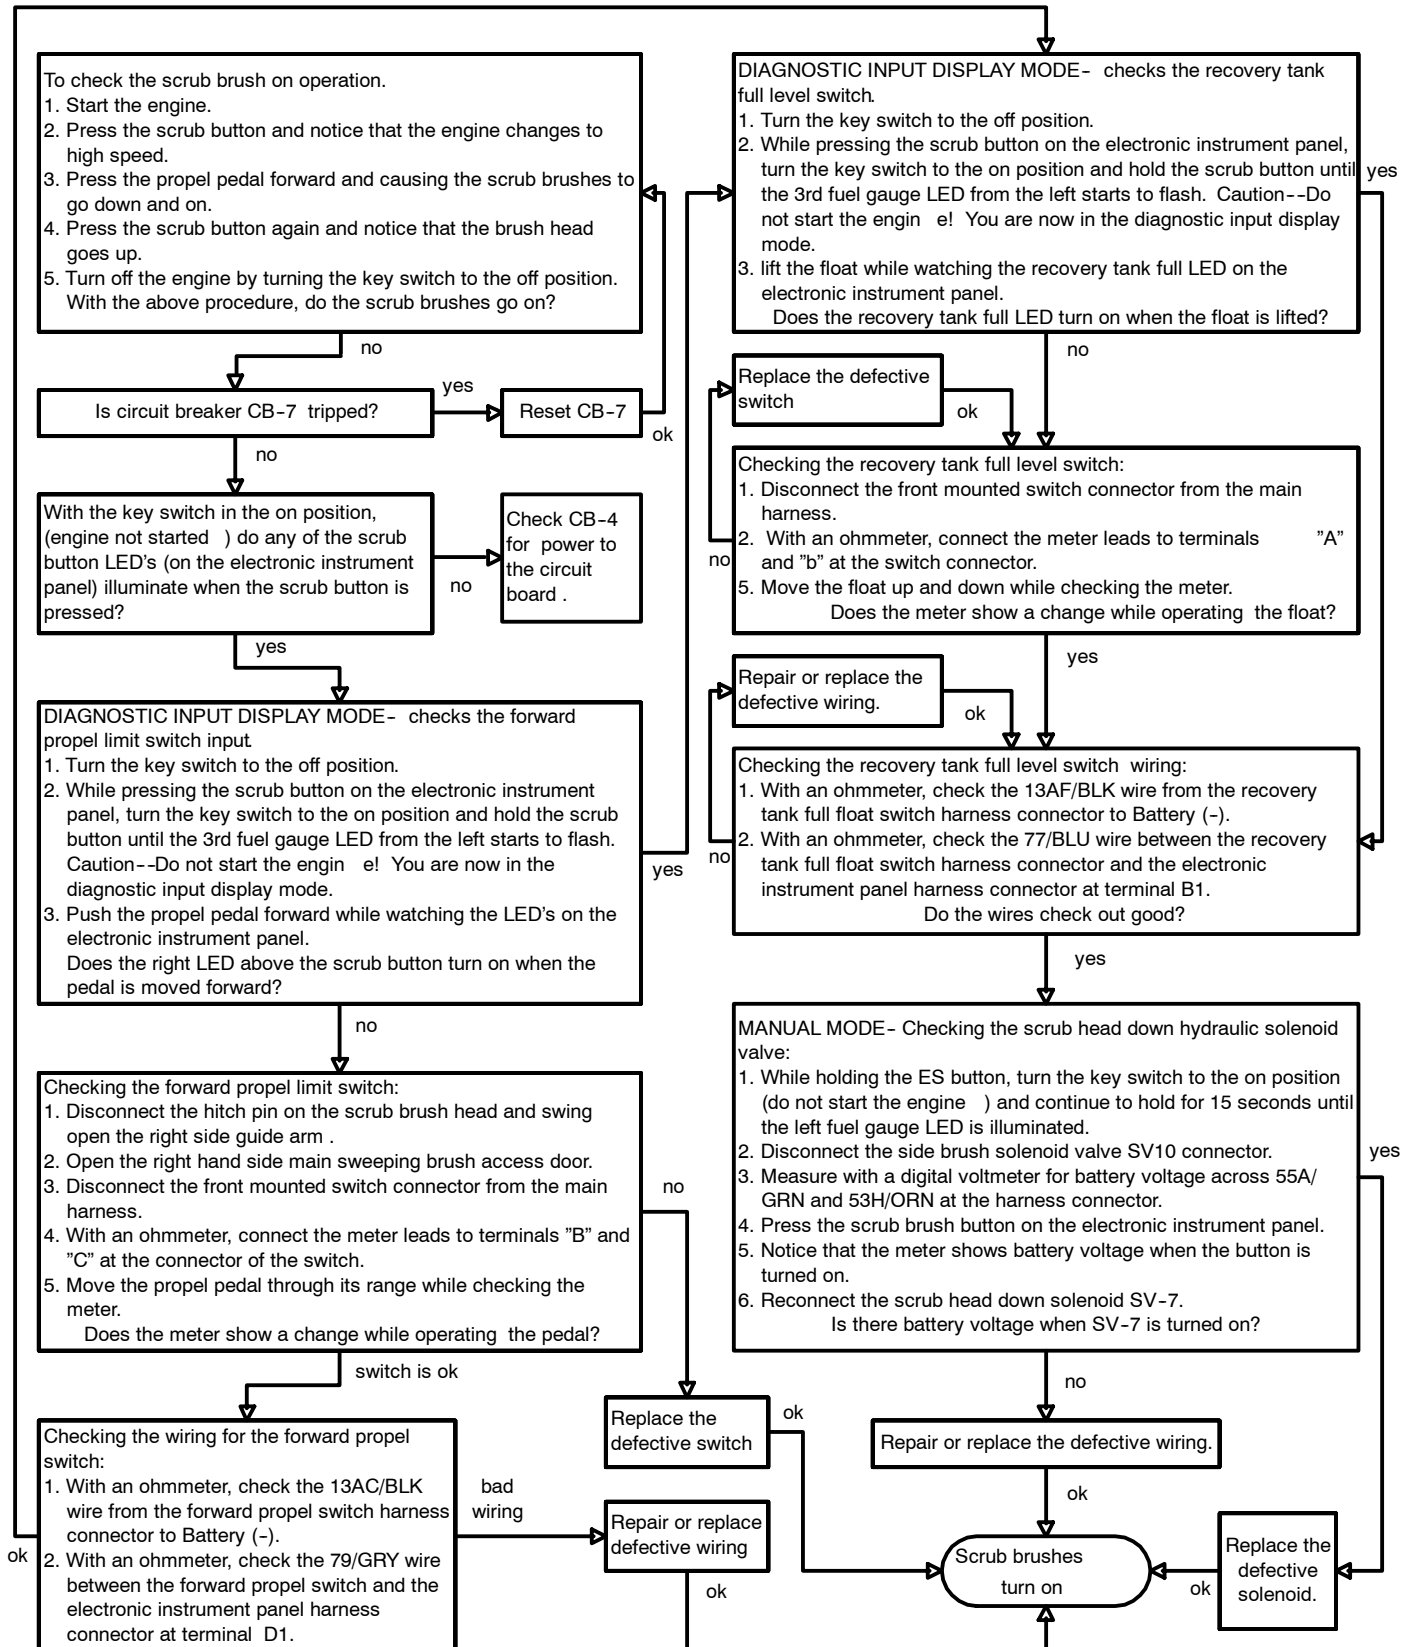 To check the scrub brush on operation.
1. Start the engine.
2. Press the scrub button and notice that the engine changes to
high speed.
3. Press the propel pedal forward and causing the scrub brushes to
go down and on.
4. Press the scrub button again and notice that the brush head
goes up.
5. Turn off the engine by turning the key switch to the off position.
With the above procedure, do the scrub brushes go on?
no
Is circuit breaker CB-7 tripped?
yes
Reset CB-7
ok
no
With the key switch in the on position,
(engine not started ) do any of the scrub
button LED's (on the electronic instrument
panel) illuminate when the scrub button is
pressed?
no
Check CB-4
for power to
the circuit
board .
yes
DIAGNOSTIC INPUT DISPLAY MODE- checks the forward
propel limit switch input.
1. Turn the key switch to the off position.
2. While pressing the scrub button on the electronic instrument
panel, turn the key switch to the on position and hold the scrub
button until the 3rd fuel gauge LED from the left starts to flash.
Caution--Do not start the engin e! You are now in the
diagnostic input display mode.
3. Push the propel pedal forward while watching the LED's on the
electronic instrument panel.
Does the right LED above the scrub button turn on when the
pedal is moved forward?
yes
no
Checking the forward propel limit switch:
1. Disconnect the hitch pin on the scrub brush head and swing
open the right side guide arm .
2. Open the right hand side main sweeping brush access door.
3. Disconnect the front mounted switch connector from the main
harness.
4. With an ohmmeter, connect the meter leads to terminals ”B” and
”C” at the connector of the switch.
5. Move the propel pedal through its range while checking the
meter.
Does the meter show a change while operating the pedal?
no
switch is ok
Replace the
defective switch
ok
Checking the wiring for the forward propel
switch:
1. With an ohmmeter, check the 13AC/BLK
wire from the forward propel switch harness
connector to Battery (-).
2. With an ohmmeter, check the 79/GRY wire
between the forward propel switch and the
electronic instrument panel harness
connector at terminal D1.
ok
bad
wiring
Repair or replace
defective wiring
ok
DIAGNOSTIC INPUT DISPLAY MODE- checks the recovery tank
full level switch.
1. Turn the key switch to the off position.
2. While pressing the scrub button on the electronic instrument panel,
turn the key switch to the on position and hold the scrub button until
the 3rd fuel gauge LED from the left starts to flash. Caution--Do
not start the engin e! You are now in the diagnostic input display
mode.
3. lift the float while watching the recovery tank full LED on the
electronic instrument panel.
Does the recovery tank full LED turn on when the float is lifted?
yes
no
Replace the defective
switch
ok
Checking the recovery tank full level switch:
1. Disconnect the front mounted switch connector from the main
harness.
2. With an ohmmeter, connect the meter leads to terminals ”A”
and ”b” at the switch connector.
5. Move the float up and down while checking the meter.
Does the meter show a change while operating the float?
no
yes
Repair or replace the
defective wiring.
ok
Checking the recovery tank full level switch wiring:
1. With an ohmmeter, check the 13AF/BLK wire from the recovery
tank full float switch harness connector to Battery (-).
2. With an ohmmeter, check the 77/BLU wire between the recovery
tank full float switch harness connector and the electronic
instrument panel harness connector at terminal B1.
Do the wires check out good?
no
yes
MANUAL MODE- Checking the scrub head down hydraulic solenoid
valve:
1. While holding the ES button, turn the key switch to the on position
(do not start the engine ) and continue to hold for 15 seconds until
the left fuel gauge LED is illuminated.
2. Disconnect the side brush solenoid valve SV10 connector.
3. Measure with a digital voltmeter for battery voltage across 55A/
GRN and 53H/ORN at the harness connector.
4. Press the scrub brush button on the electronic instrument panel.
5. Notice that the meter shows battery voltage when the button is
turned on.
6. Reconnect the scrub head down solenoid SV-7.
Is there battery voltage when SV-7 is turned on?
yes
no
Repair or replace the defective wiring.
ok
Scrub brushes
turn on
ok
Replace the
defective
solenoid.